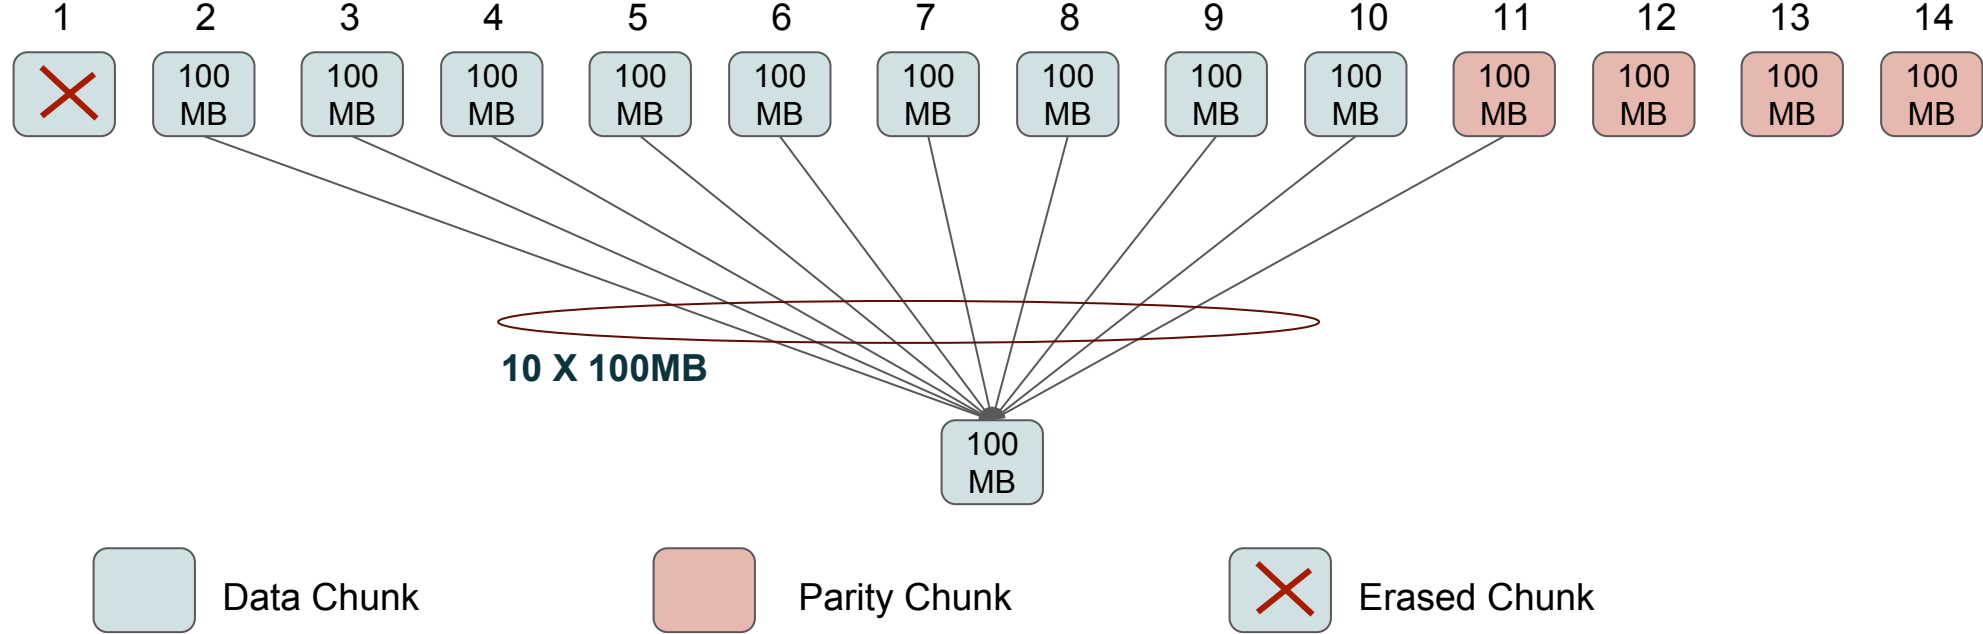 1 2 3 4 5 6 7 8 9 10 11 12 13 14
100 100 100 100 100 100 100 100 100 100 100 100 100
MB MB MB MB MB MB MB MB MB MB MB MB MB
10 X 100MB
100
MB
Data Chunk Parity Chunk Erased Chunk